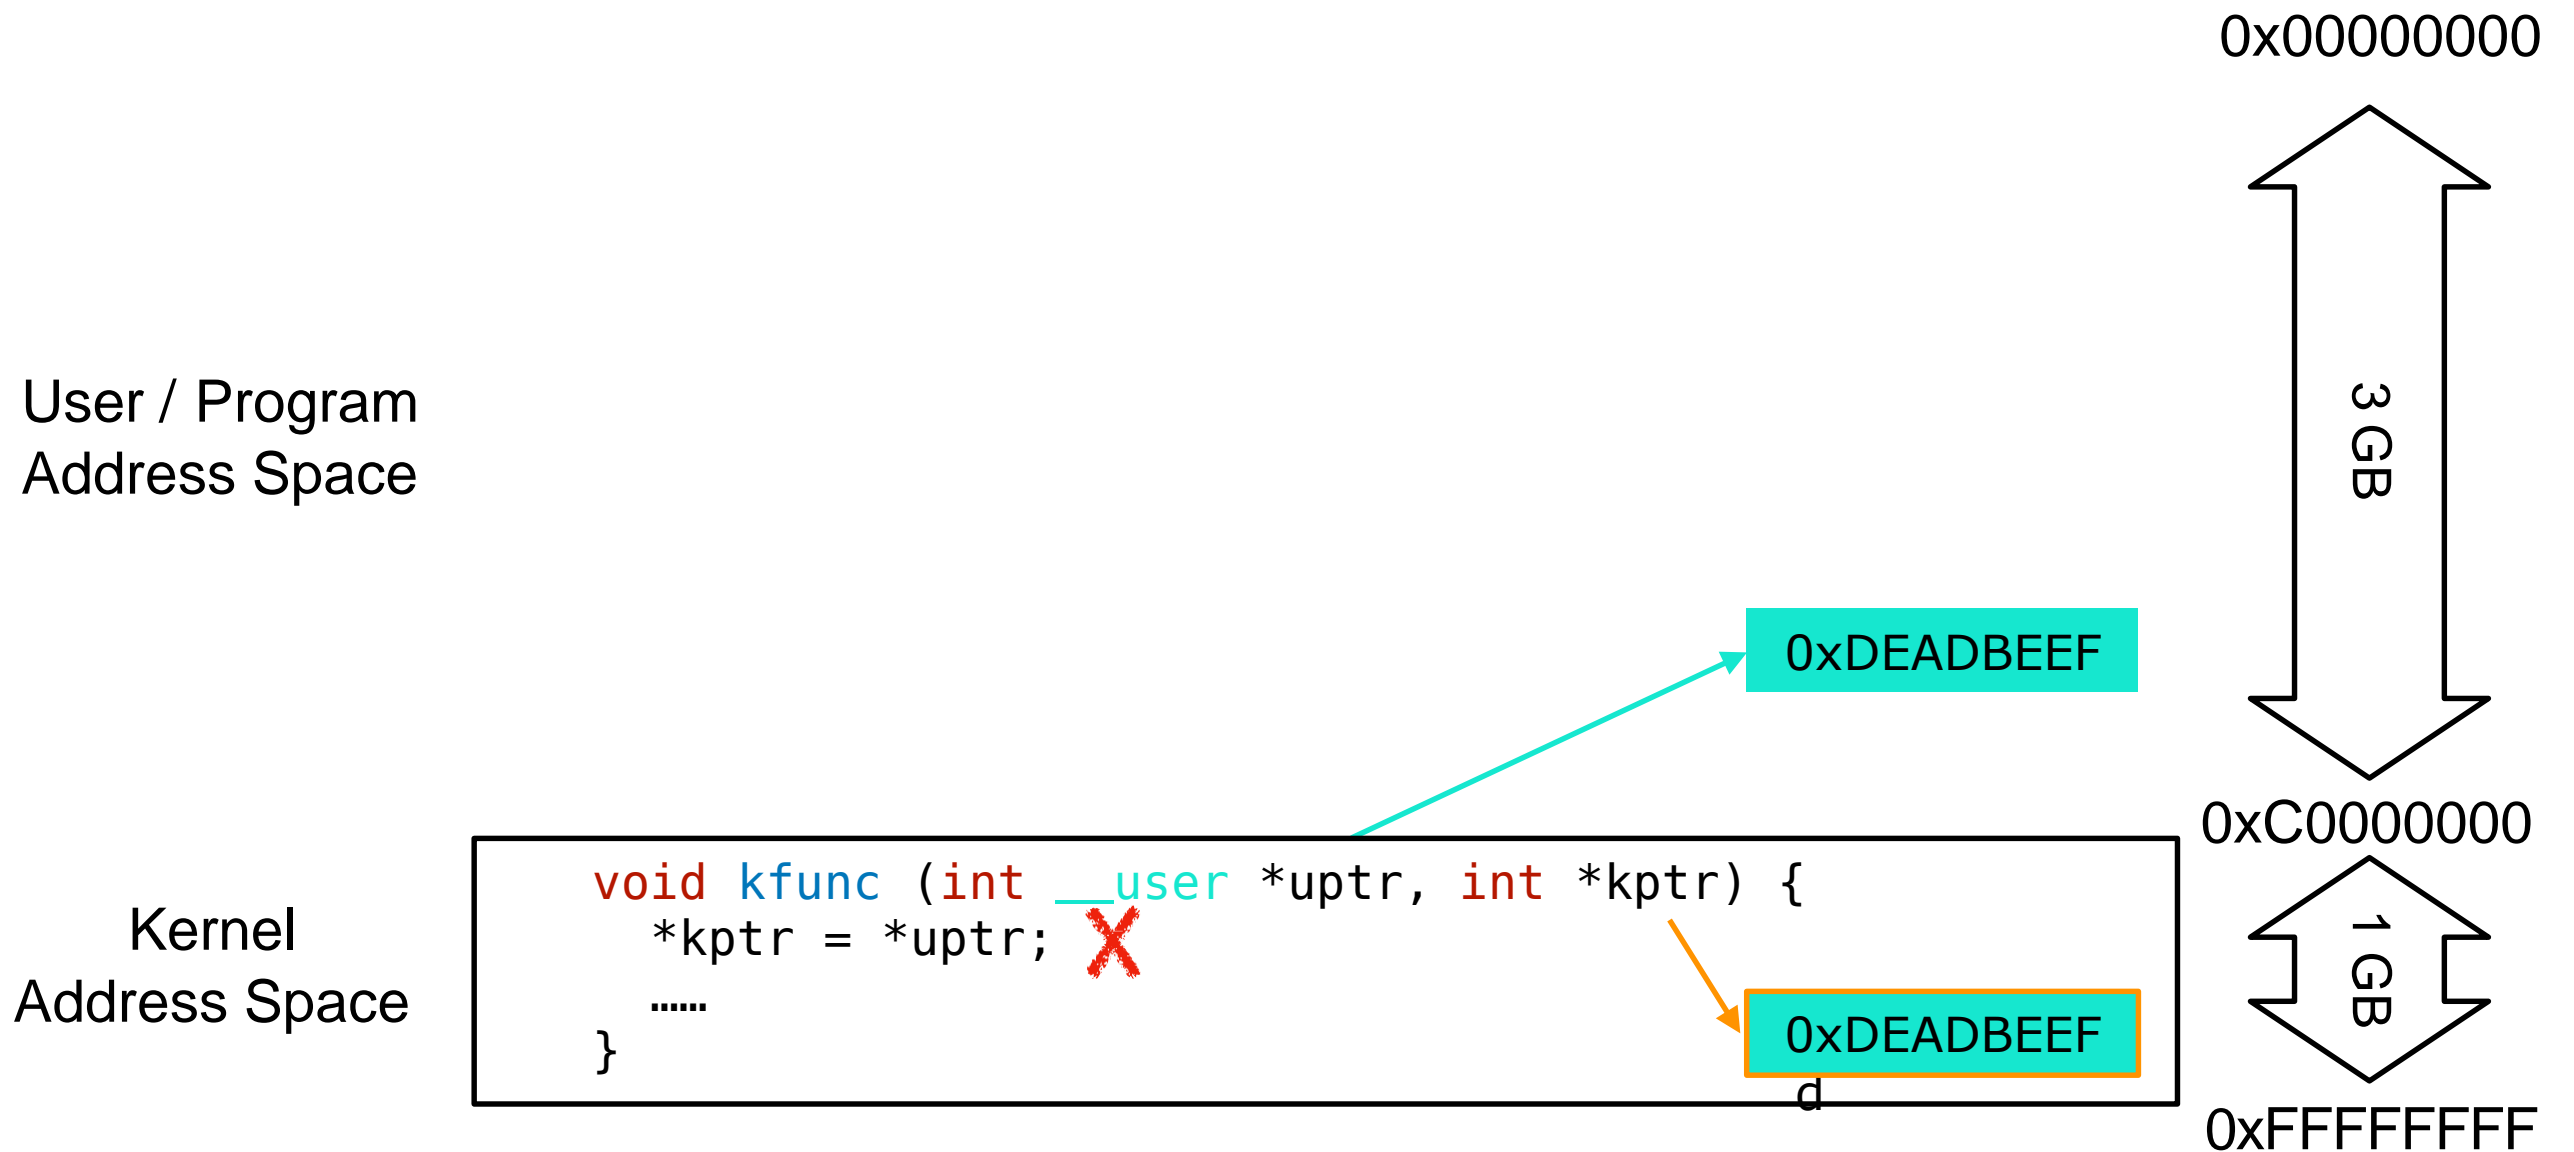 0x00000000
User / Program
Address Space
3 GB
0xDEADBEEF
0xC0000000
void kfunc (int __user *uptr, int *kptr) {
*kptr = *uptr;
……
}
Kernel
Address Space
0xDEADBEEF
d
1 GB
0xFFFFFFFF